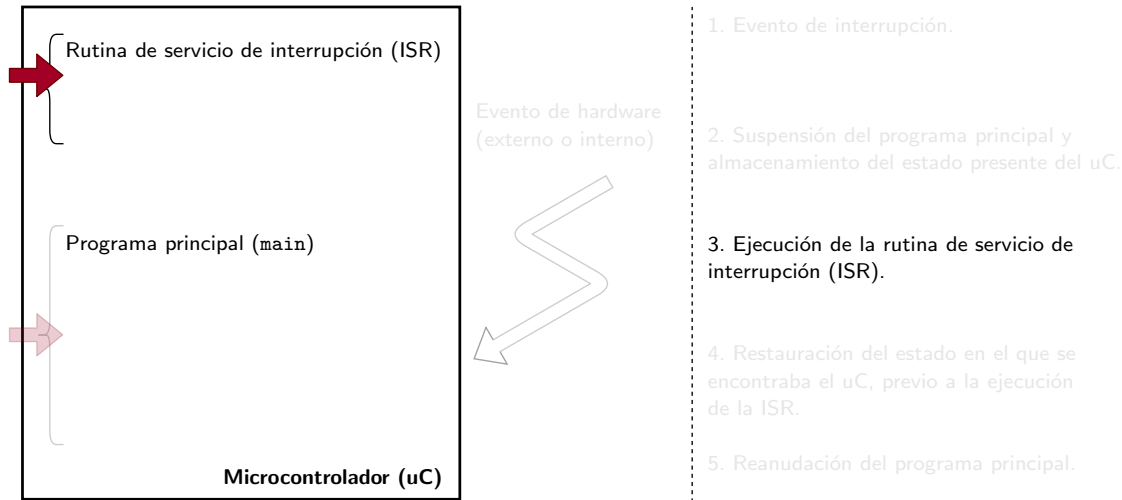 Rutina de servicio de interrupción (ISR)
Programa principal (main)
Microcontrolador (uC)
Evento de hardware
(externo o interno)
1. Evento de interrupción.
2. Suspensión del programa principal y
almacenamiento del estado presente del uC.
3. Ejecución de la rutina de servicio de
interrupción (ISR).
4. Restauración del estado en el que se
encontraba el uC, previo a la ejecución
de la ISR.
5. Reanudación del programa principal.